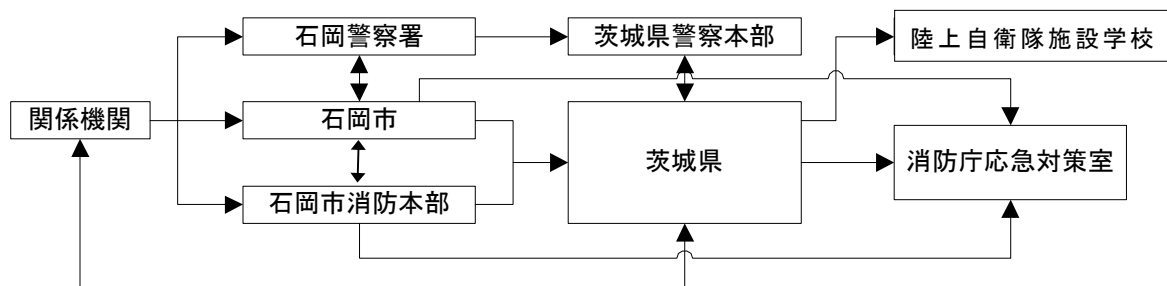 石岡警察署
茨城県警察本部
陸上自衛隊施設学校
関係機関
石岡市
茨城県
消防庁応急対策室
石岡市消防本部